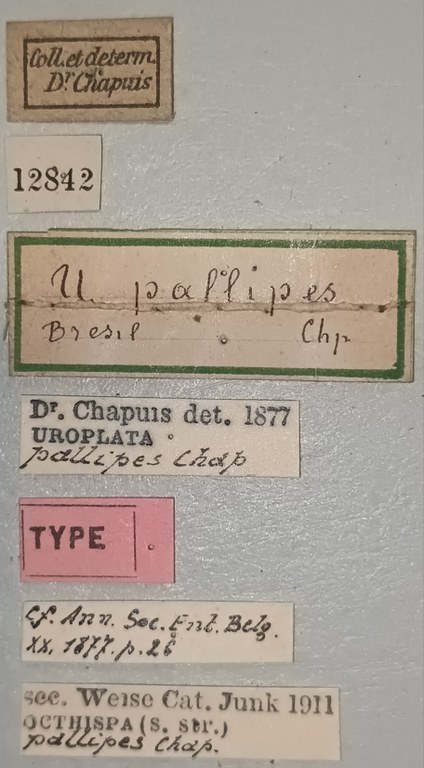 Coll. et determ.
Dr. Chapuis
12842
U. pallipes
Bresil Chp
Dr. Chapuis det. 1877
UROPLATA
pallipes Chap
TYPE
cf. Ann. Soc. Ent. Belg.
XX, 1877. p. 26
sec. Weise Cat. Junk 1911
OCTHISPA (S. Str.)
pallipes Chap.